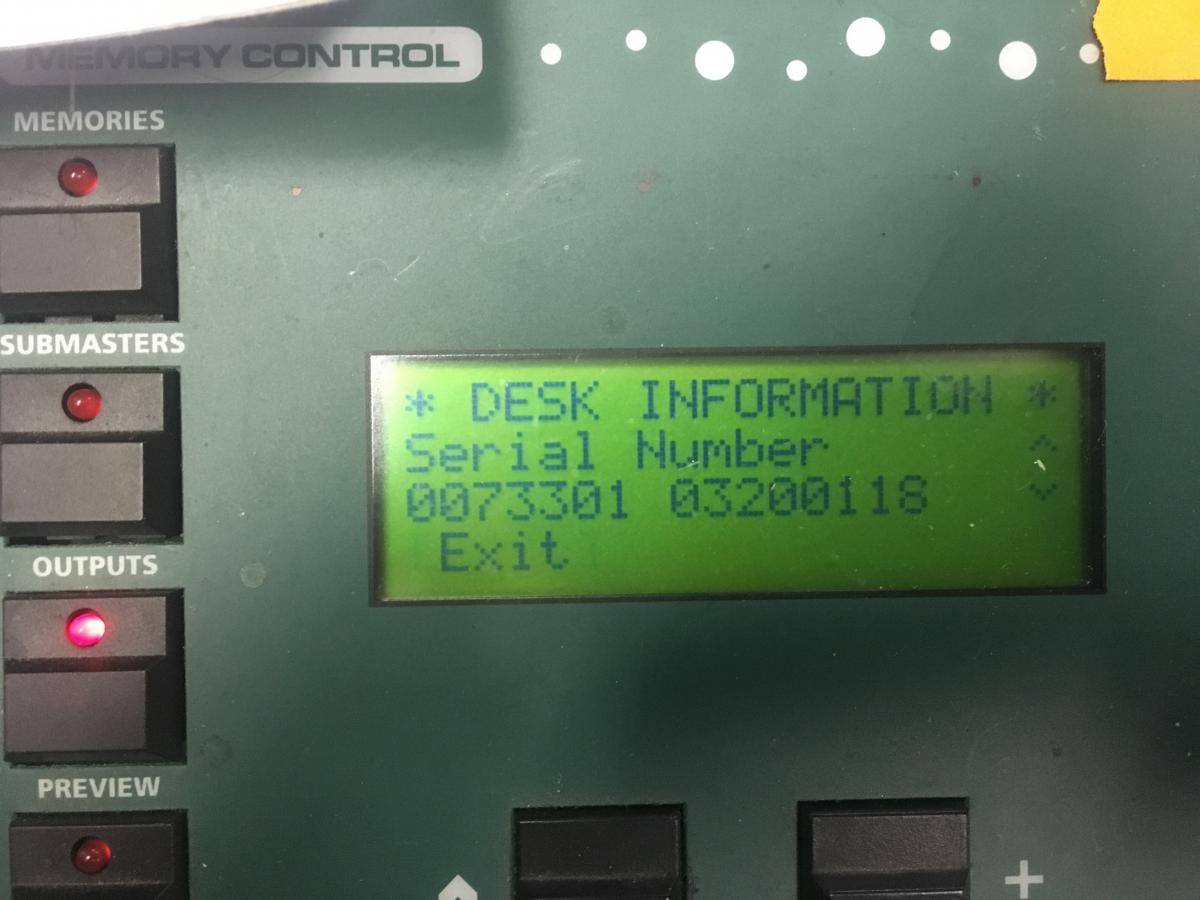 MEMORY CONTROL
MEMORIES
SUBMASTERS
OUTPUTS
PREVIEW
* DESK INFORMATION *
Serial Number ^
0073301 03200118 v
Exit
+